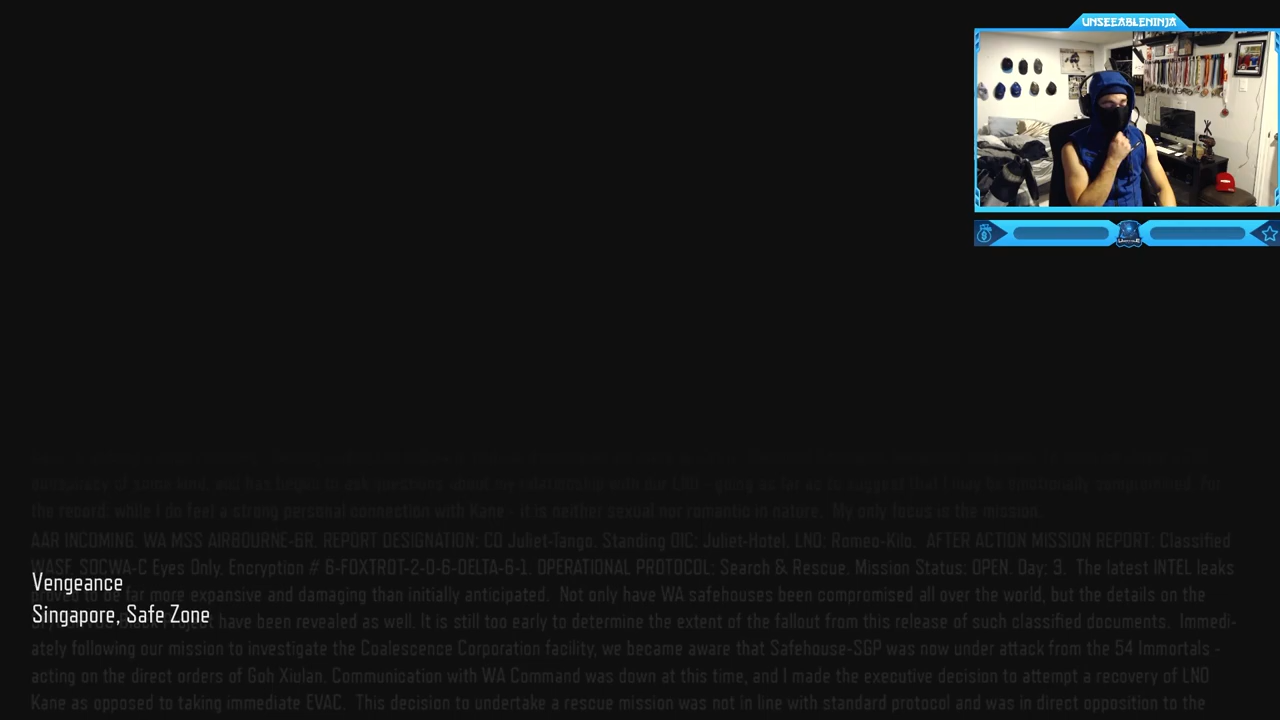 UNSEEABLENINJA
conspiracy of some kind, and has begun to ask questions about my relationship with our LNO - going as far as to suggest that I may be emotionally compromised. For
the record: while I do feel a strong personal connection with Kane - it is neither sexual nor romantic in nature. My only focus is the mission.
AAR INCOMING. WA MSS AIRBOURNE-6R. REPORT DESIGNATION: CO Juliet-Tango. Standing OIC: Juliet-Hotel. LNO: Romeo-Kilo. AFTER ACTION MISSION REPORT: Classified
WASF, SOCWA-C Eyes Only, Encryption # 6-FOXTROT-2-0-6-DELTA-6-1. OPERATIONAL PROTOCOL: Search & Rescue. Mission Status: OPEN. Day: 3. The latest INTEL leaks
Vengeance
far more expansive and damaging than initially anticipated. Not only have WA safehouses been compromised all over the world, but the details on the
Singapore, Safe Zone
have been revealed as well. It is still too early to determine the extent of the fallout from this release of such classified documents. Immedi-
ately following our mission to investigate the Coalescence Corporation facility, we became aware that Safehouse-SGP was now under attack from the 54 Immortals -
acting on the direct orders of Goh Xiulan. Communication with WA Command was down at this time, and I made the executive decision to attempt a recovery of LNO
Kane as opposed to taking immediate EVAC. This decision to undertake a rescue mission was not in line with standard protocol and was in direct opposition to the